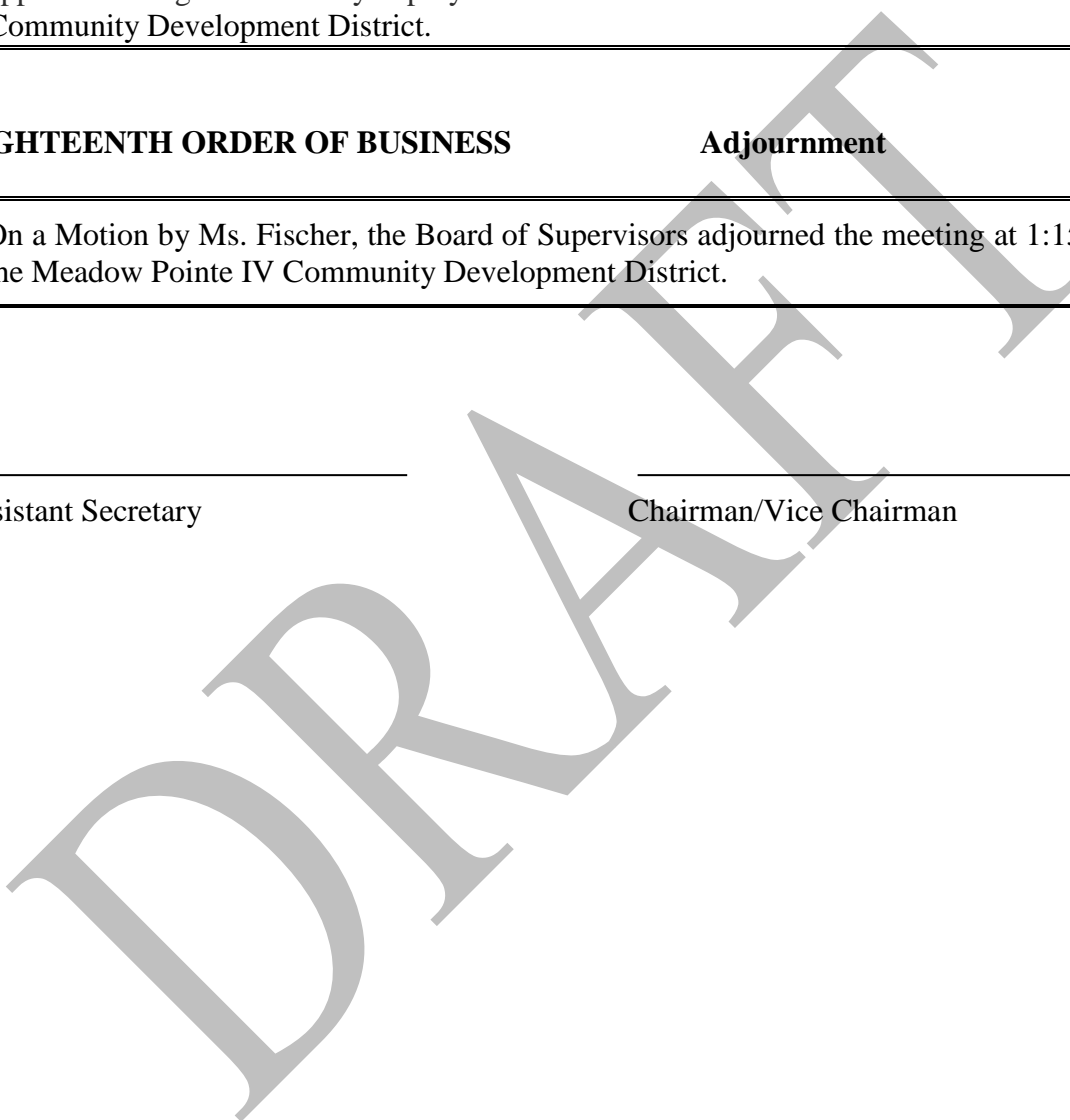 Community Development District.
GHTEENTH ORDER OF BUSINESS Adjournment
On a Motion by Ms. Fischer, the Board of Supervisors adjourned the meeting at 1:1
he Meadow Pointe IV Community Development District.
sistant Secretary Chairman/Vice Chairman
DRAFT